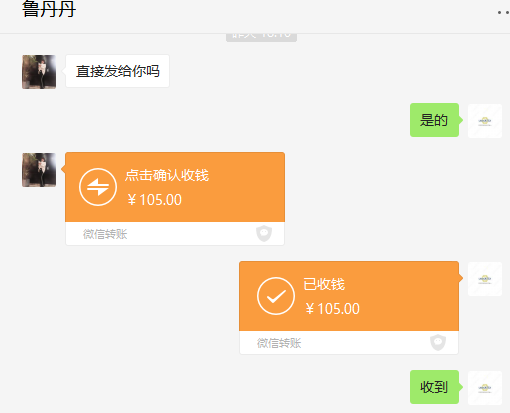 鲁丹丹
直接发给你吗
是的
点击确认收钱
￥105.00
微信转账
已收钱
￥105.00
微信转账
收到